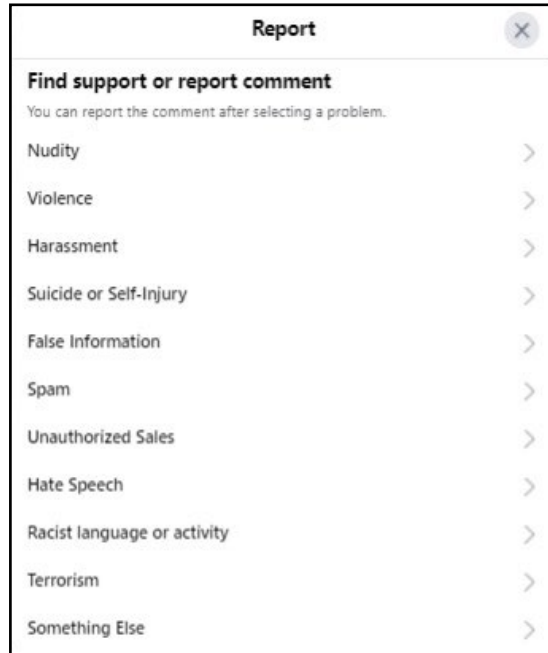 Report
Find support or report comment
You can report the comment after selecting a problem.
Nudity
Violence
Harassment
Suicide or Self-Injury
False Information
Spam
Unauthorized Sales
Hate Speech
Racist language or activity
Terrorism
Something Else